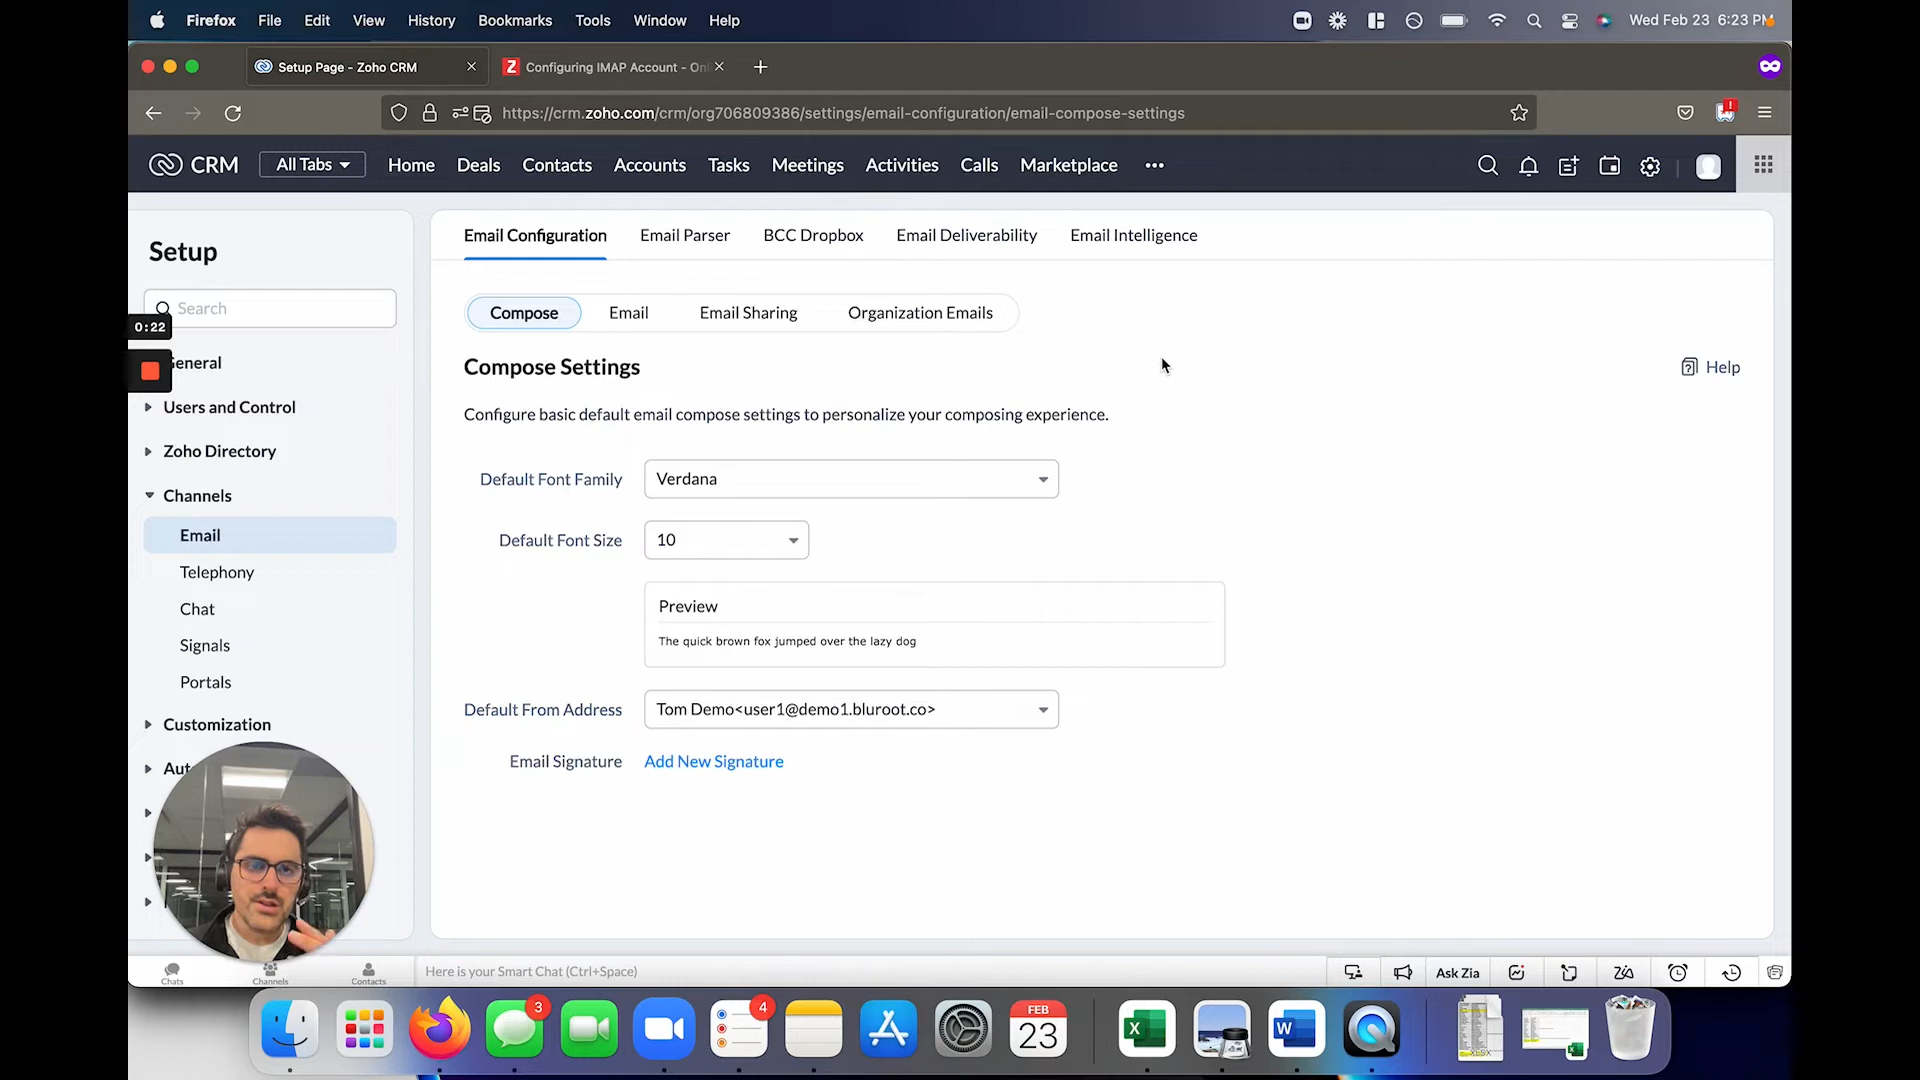 Firefox File Edit View History Bookmarks Tools Window Help Wed Feb 23 6:23 PM
Setup Page - Zoho CRM Configuring IMAP Account - Onl
https://crm.zoho.com/crm/org706809386/settings/email-configuration/email-compose-settings
CRM All Tabs Home Deals Contacts Accounts Tasks Meetings Activities Calls Marketplace
Setup
Search
0:22
General
Users and Control
Zoho Directory
Channels
Email
Telephony
Chat
Signals
Portals
Customization
Email Configuration Email Parser BCC Dropbox Email Deliverability Email Intelligence
Compose Email Email Sharing Organization Emails
Compose Settings
Help
Configure basic default email compose settings to personalize your composing experience.
Default Font Family Verdana
Default Font Size 10
Preview
The quick brown fox jumped over the lazy dog
Default From Address Tom Demo<user1@demo1.bluroot.co>
Email Signature Add New Signature
Chats Channels Contacts
Here is your Smart Chat (Ctrl+Space)
Ask Zia
3
4
FEB
23
X
W
XLSX